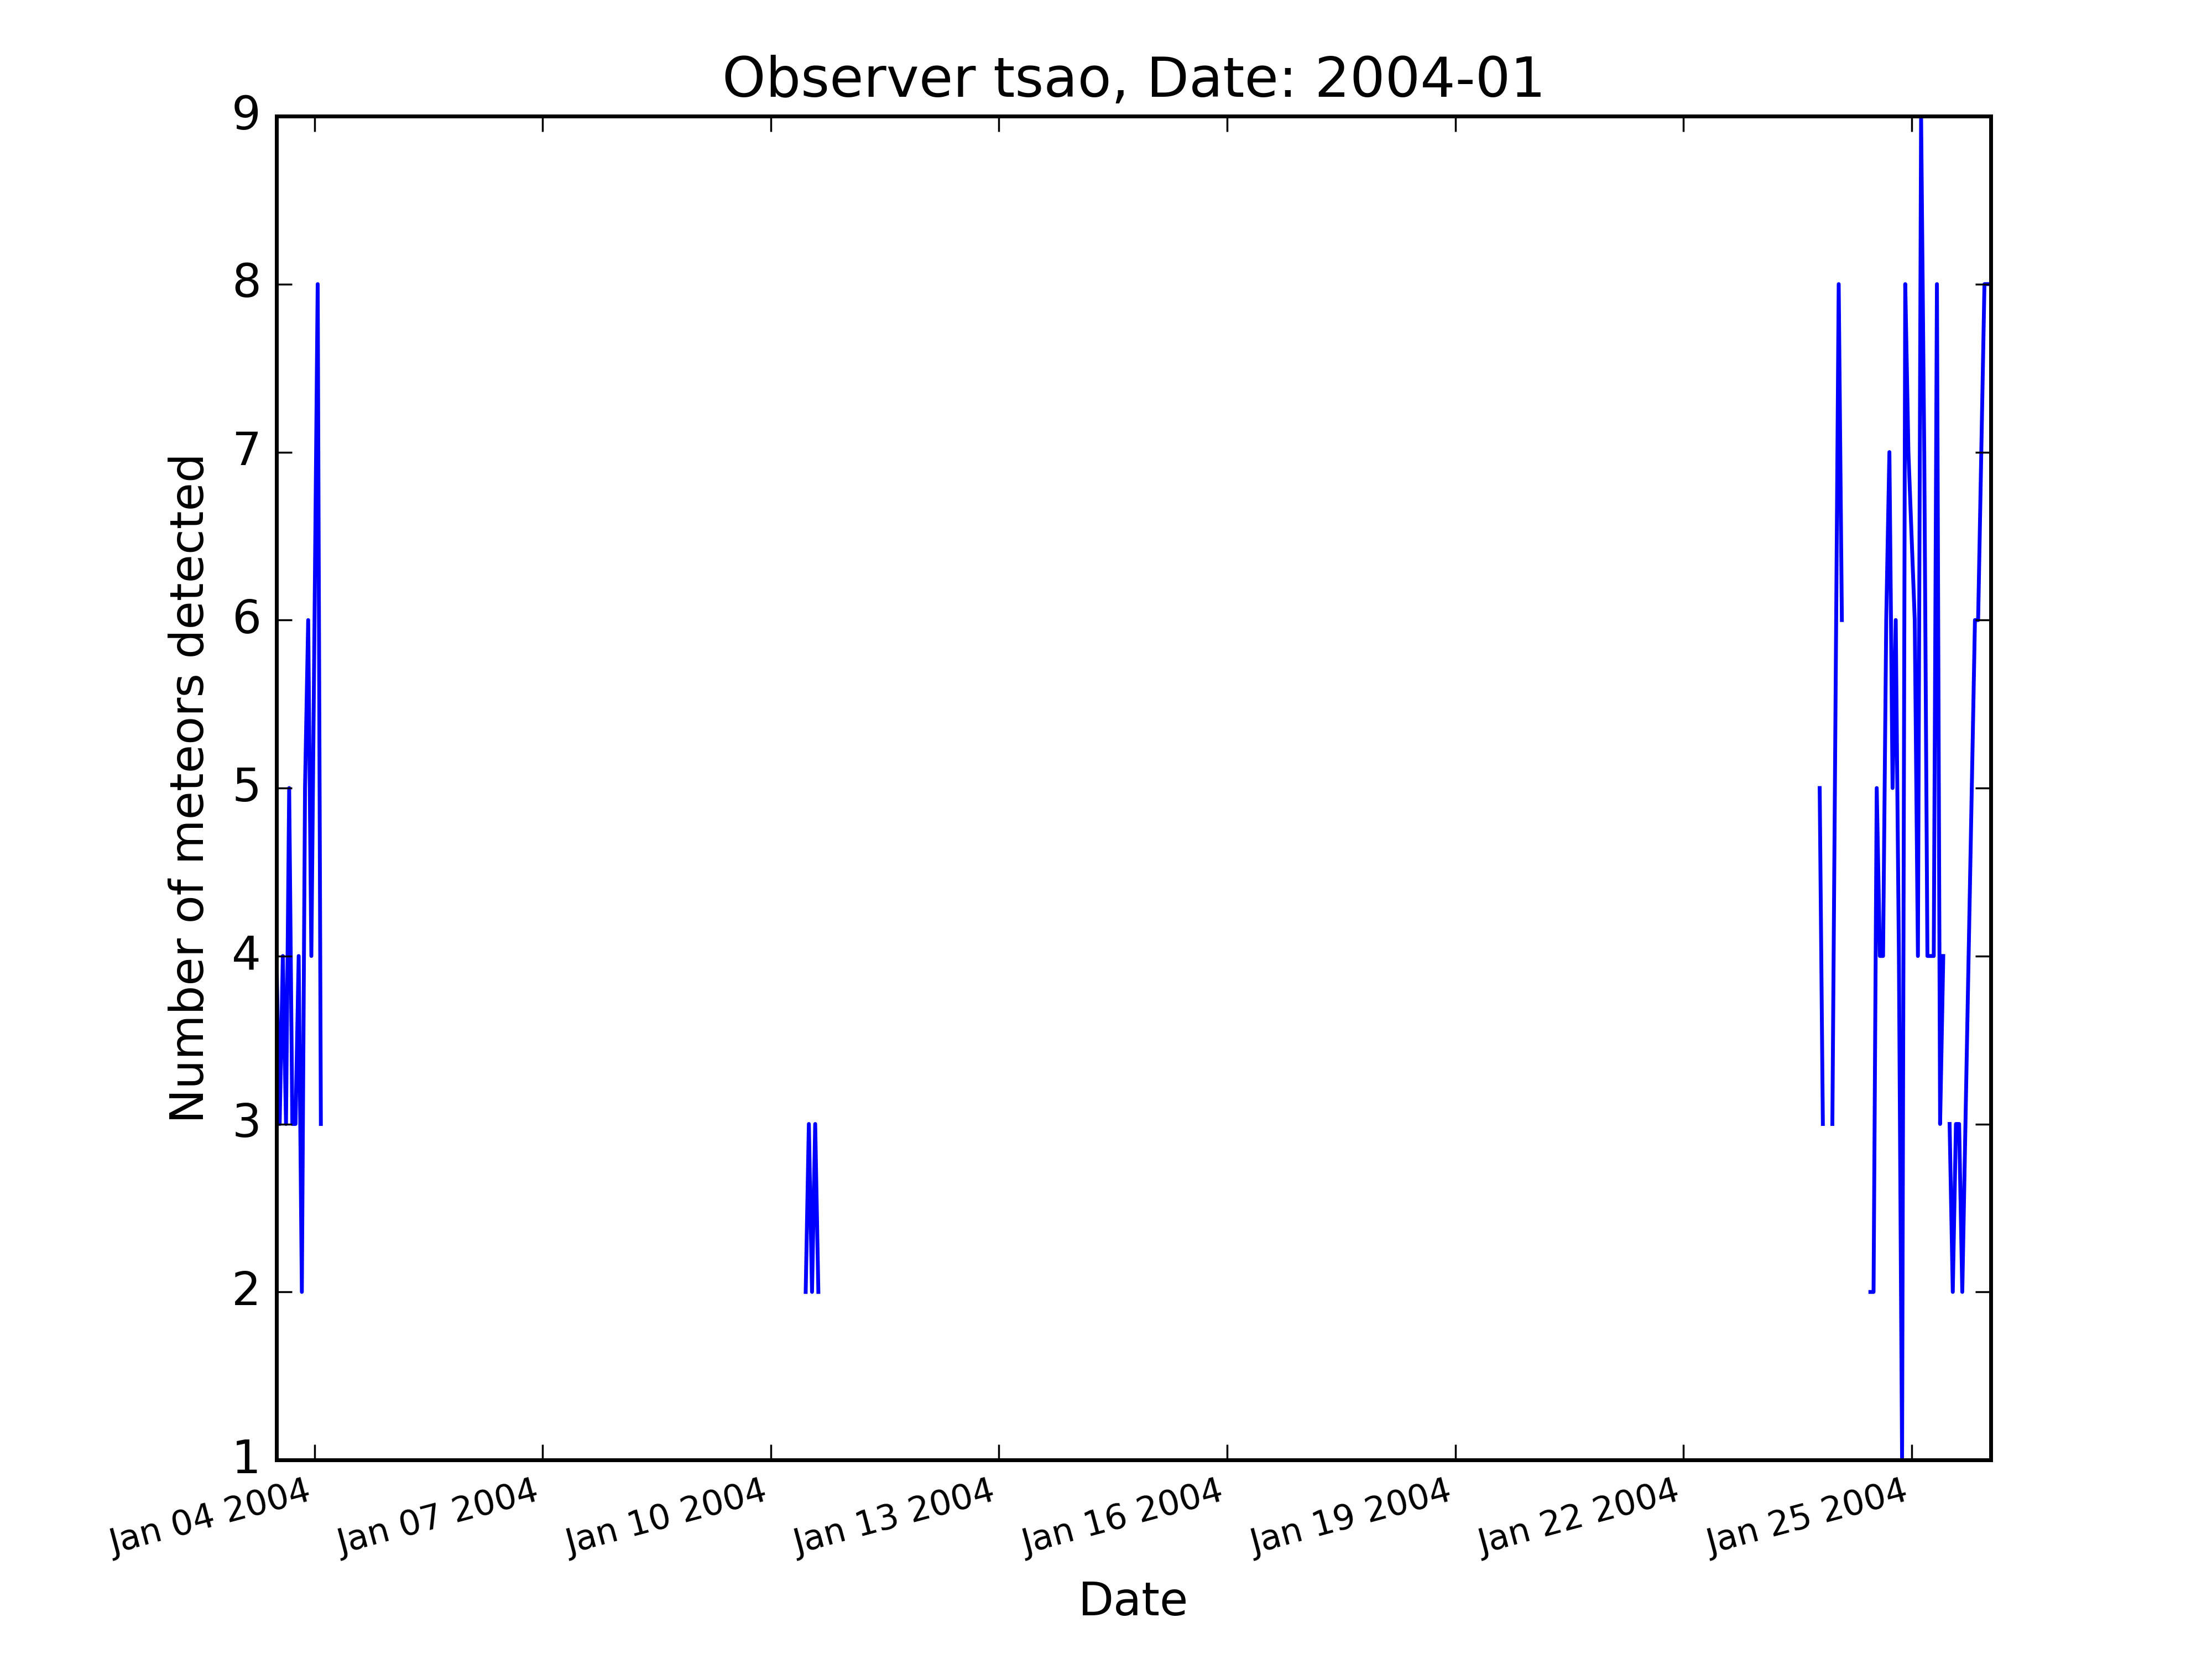 Observer tsao, Date: 2004-01
Number of meteors detected
9
8
7
6
5
4
3
2
1
Jan 04 2004
Jan 07 2004
Jan 10 2004
Jan 13 2004
Jan 16 2004
Jan 19 2004
Jan 22 2004
Jan 25 2004
Date